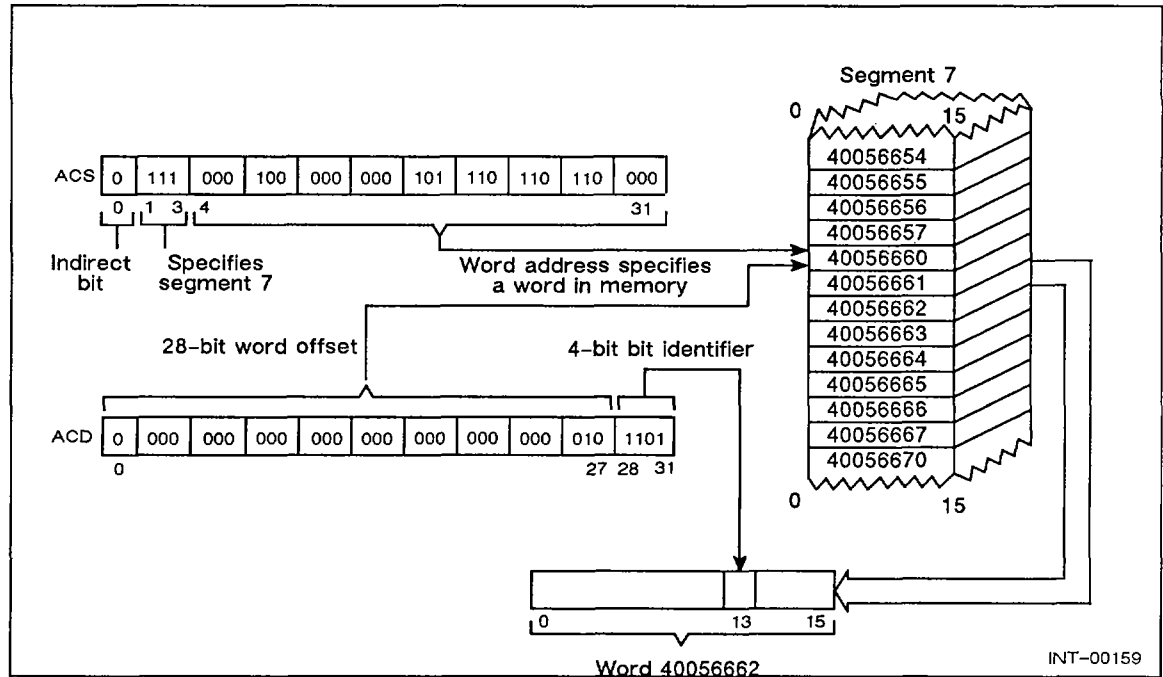 Segment 7
0 15
ACS 0 111 000 100 000 000 101 110 110 110 000
0 1 3 4 31
Indirect bit
Specifies segment 7
Word address specifies a word in memory
40056654
40056655
40056656
40056657
40056660
40056661
40056662
40056663
40056664
40056665
40056666
40056667
40056670
0 15
28-bit word offset
4-bit bit identifier
ACD 0 000 000 000 000 000 000 000 000 010 1101
0 27 28 31
0 13 15
Word 40056662
INT-00159